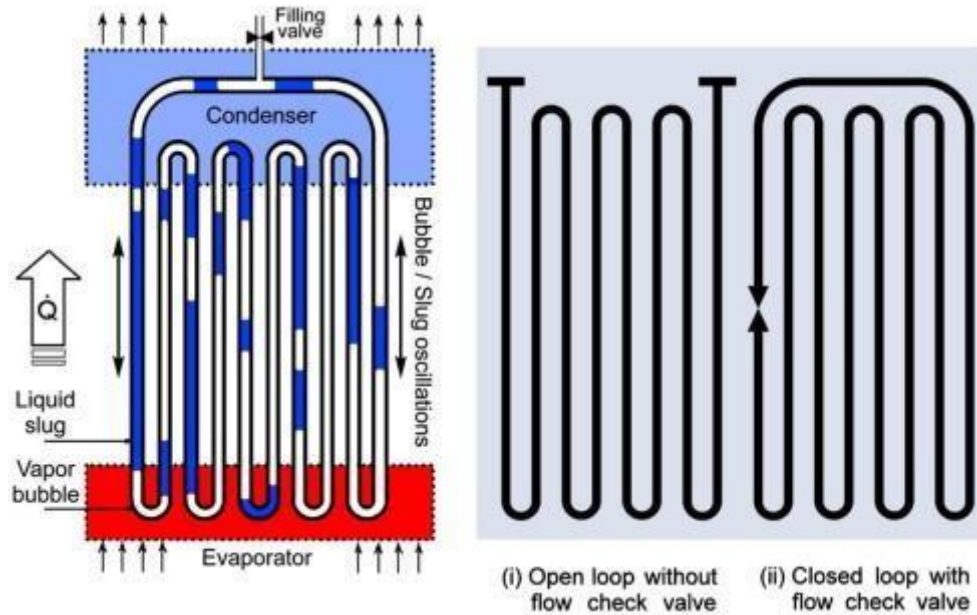 Filling
valve
Condenser
Bubble / Slug oscillations
Q̇
Liquid
slug
Vapor
bubble
Evaporator
(i) Open loop without
flow check valve
(ii) Closed loop with
flow check valve